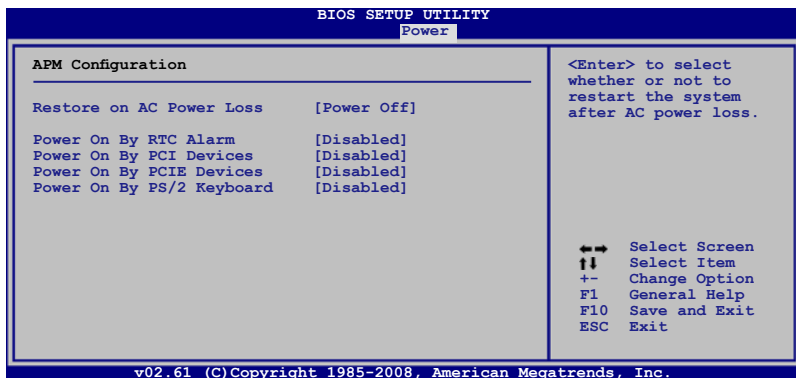 BIOS SETUP UTILITY
Power
APM Configuration
Restore on AC Power Loss [Power Off]
Power On By RTC Alarm [Disabled]
Power On By PCI Devices [Disabled]
Power On By PCIE Devices [Disabled]
Power On By PS/2 Keyboard [Disabled]
<Enter> to select
whether or not to
restart the system
after AC power loss.
←→ Select Screen
↑↓ Select Item
+- Change Option
F1 General Help
F10 Save and Exit
ESC Exit
v02.61 (C)Copyright 1985-2008, American Megatrends, Inc.